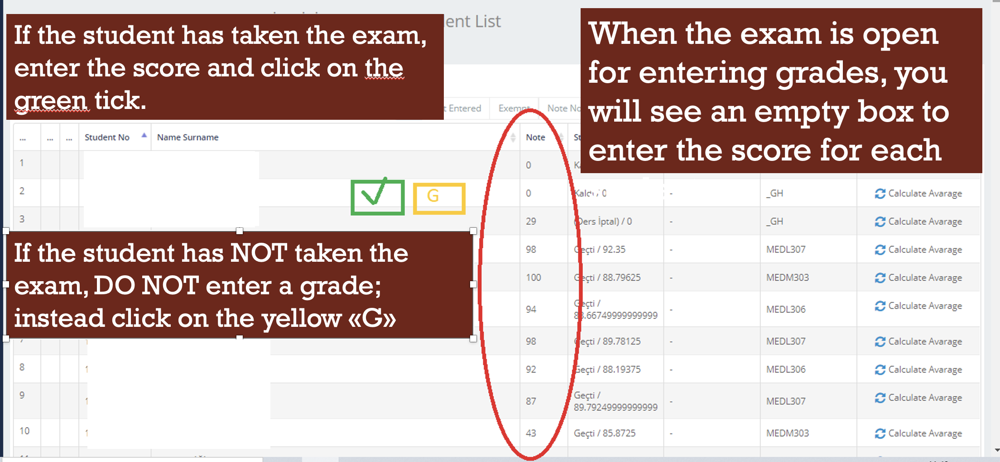 ent List
If the student has taken the exam,
enter the score and click on the
green tick.
When the exam is open
for entering grades, you
will see an empty box to
enter the score for each
t Entered Exempt Note No
... ... ... Student No Name Surname Note St
1 0
2 G 0 / 0 - _GH Calculate Avarage
3 29 (Ders İptal) / 0 - _GH Calculate Avarage
If the student has NOT taken the
exam, DO NOT enter a grade;
instead click on the yellow «G»
98 Geçti / 92.35 - MEDL307 Calculate Avarage
100 Geçti / 88.79625 - MEDM303 Calculate Avarage
94 Geçti /
83.66749999999999 - MEDL306 Calculate Avarage
98 Geçti / 89.78125 - MEDL307 Calculate Avarage
8 92 Geçti / 88.19375 - MEDL306 Calculate Avarage
9 87 Geçti /
89.79249999999999 - MEDL307 Calculate Avarage
10 43 Geçti / 85.8725 - MEDM303 Calculate Avarage